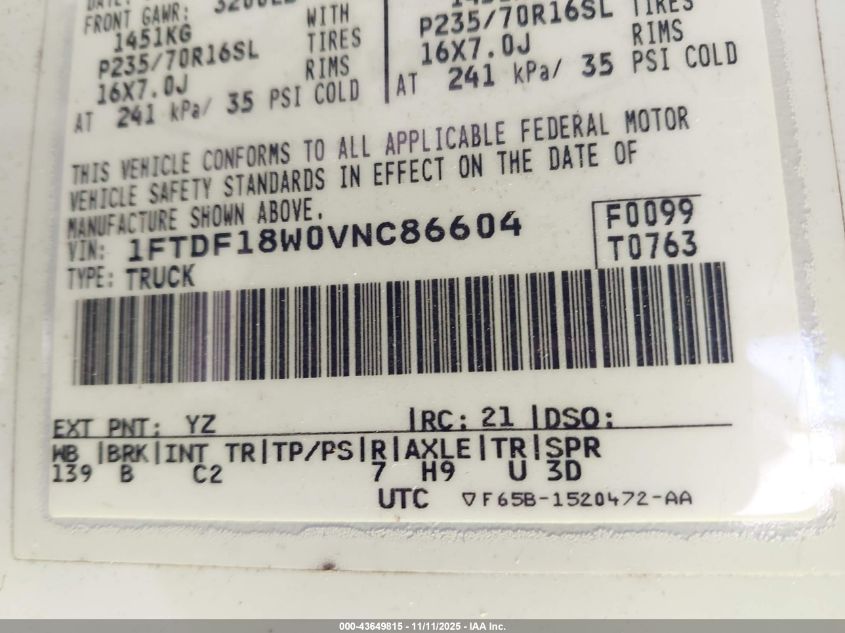 FRONT GAWR:
1451KG WITH
P235/70R16SL TIRES
16X7.0J RIMS
AT 241 kPa/ 35 PSI COLD
P235/70R16SL TIRES
16X7.0J RIMS
AT 241 kPa/ 35 PSI COLD
THIS VEHICLE CONFORMS TO ALL APPLICABLE FEDERAL MOTOR
VEHICLE SAFETY STANDARDS IN EFFECT ON THE DATE OF
MANUFACTURE SHOWN ABOVE.
VIN: 1FTDF18W0VNC86604
F0099
TYPE: TRUCK
T0763
EXT PNT: YZ |RC: 21 |DSO:
WB |BRK|INT TR|TP/PS|R|AXLE|TR|SPR
139 B C2 7 H9 U 3D
UTC ▽F65B-1520472-AA
000-43649815 - 11/11/2025 - IAA Inc.